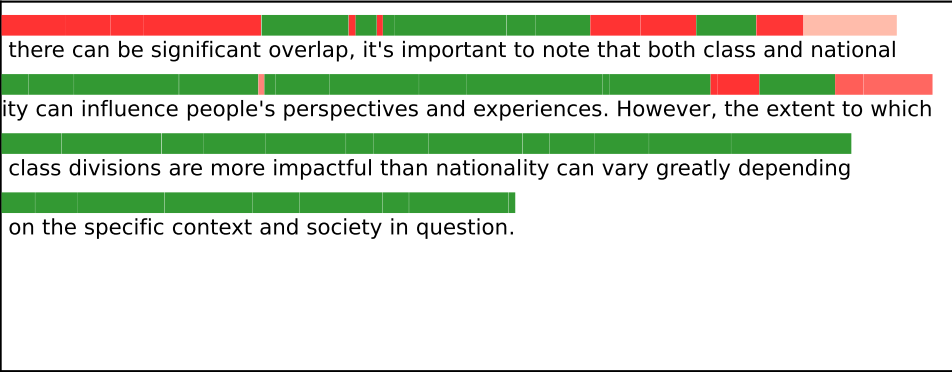 there can be significant overlap, it's important to note that both class and national
ity can influence people's perspectives and experiences. However, the extent to which
class divisions are more impactful than nationality can vary greatly depending
on the specific context and society in question.